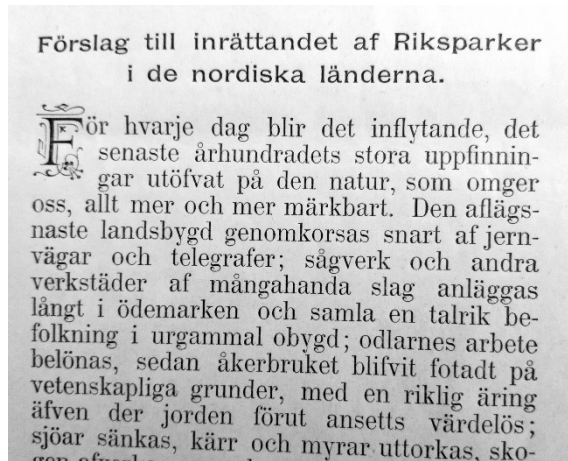 Förslag till inrättandet af Riksparker
i de nordiska länderna.
För hvarje dag blir det inflytande, det
senaste århundradets stora uppfinnin-
gar utöfvat på den natur, som omger
oss, allt mer och mer märkbart. Den aflägs-
naste landsbygd genomkorsas snart af jern-
vägar och telegrafer; sågverk och andra
verkstäder af mångahanda slag anläggas
långt i ödemarken och samla en talrik be-
folkning i urgammal obygd; odlarnes arbete
belönas, sedan åkerbruket blifvit fotadt på
vetenskapliga grunder, med en riklig äring
äfven der jorden förut ansetts värdelös;
sjöar sänkas, kärr och myrar uttorkas, sko-